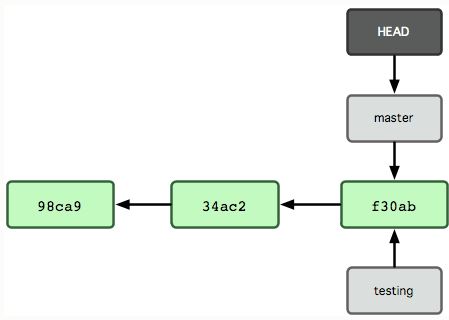 HEAD
master
98ca9
34ac2
f30ab
testing